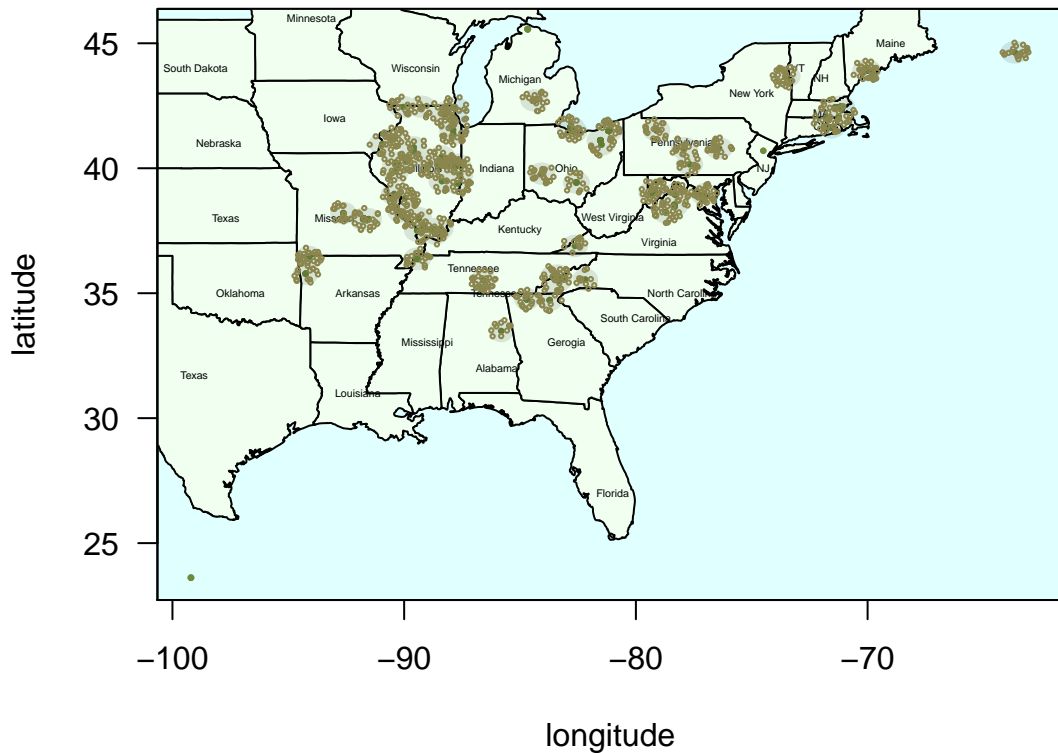 45
40
35
30
25
latitude
Minnesota
Maine
South Dakota
Wisconsin
Michigan
VT
NH
New York
Iowa
Nebraska
Pennsylvania
Indiana
Ohio
NJ
Texas
West Virginia
Kentucky
Virginia
Tennessee
Oklahoma
Arkansas
Tennessee
North Carolina
South Carolina
Mississippi
Gerogia
Alabama
Texas
Louisiana
Florida
−100
−90
−80
−70
longitude